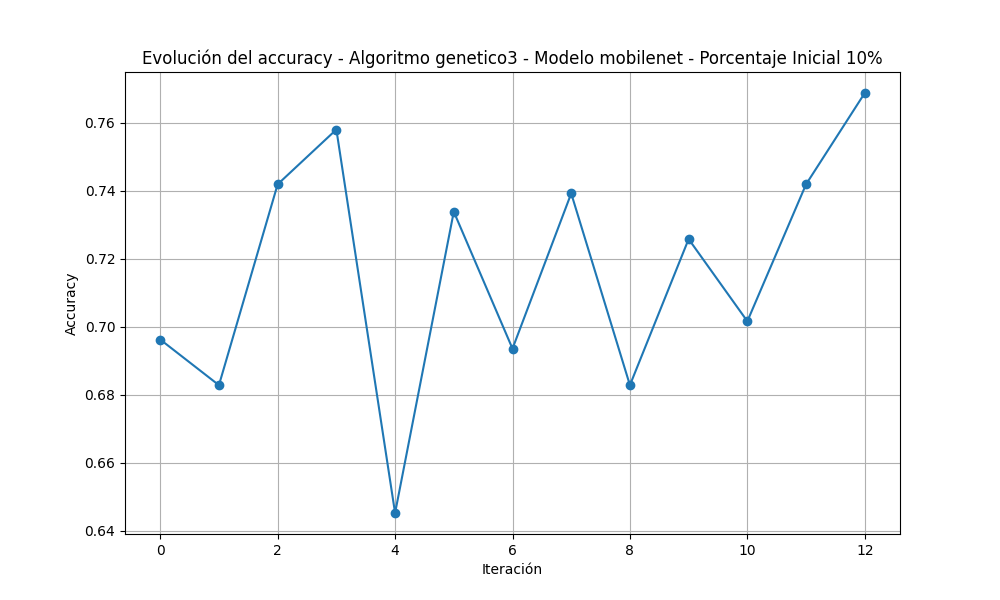 Evolución del accuracy - Algoritmo genetico3 - Modelo mobilenet - Porcentaje Inicial 10%
0.76
0.74
0.72
0.70
0.68
0.66
0.64
Accuracy
0 2 4 6 8 10 12
Iteración